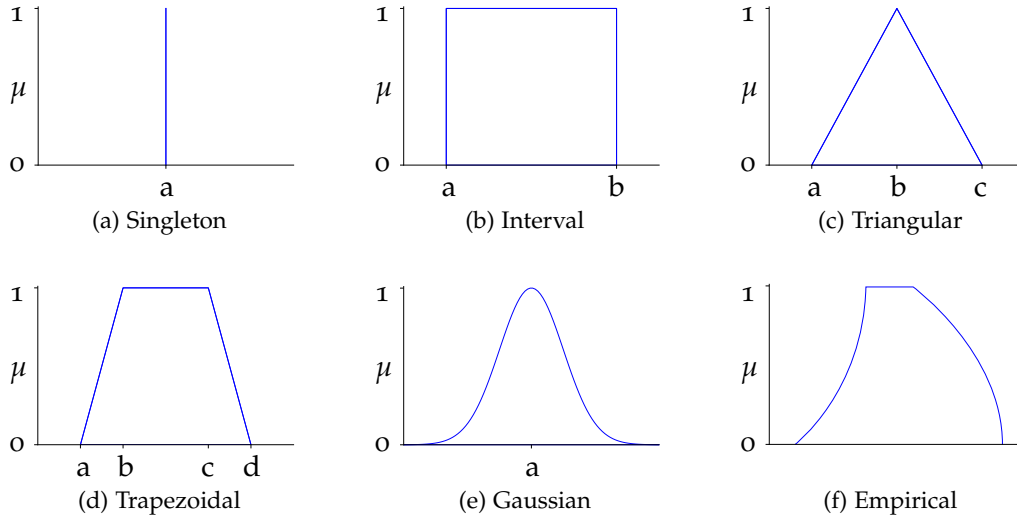 1
μ
0
a
(a) Singleton
1
μ
0
a b
(b) Interval
1
μ
0
a b c
(c) Triangular
1
μ
0
a b c d
(d) Trapezoidal
1
μ
0
a
(e) Gaussian
1
μ
0
(f) Empirical